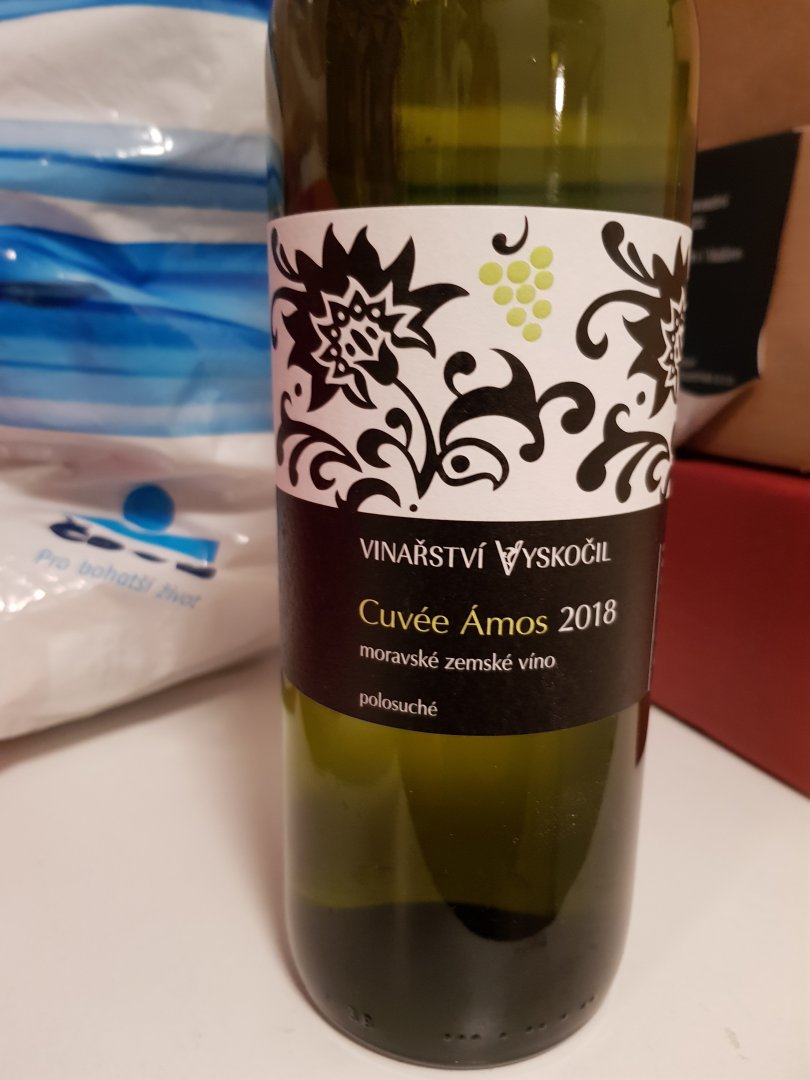 VINAŘSTVÍ VYSKOČIL
Cuvée Ámos 2018
moravské zemské víno
polosuché
Pro bohatší život